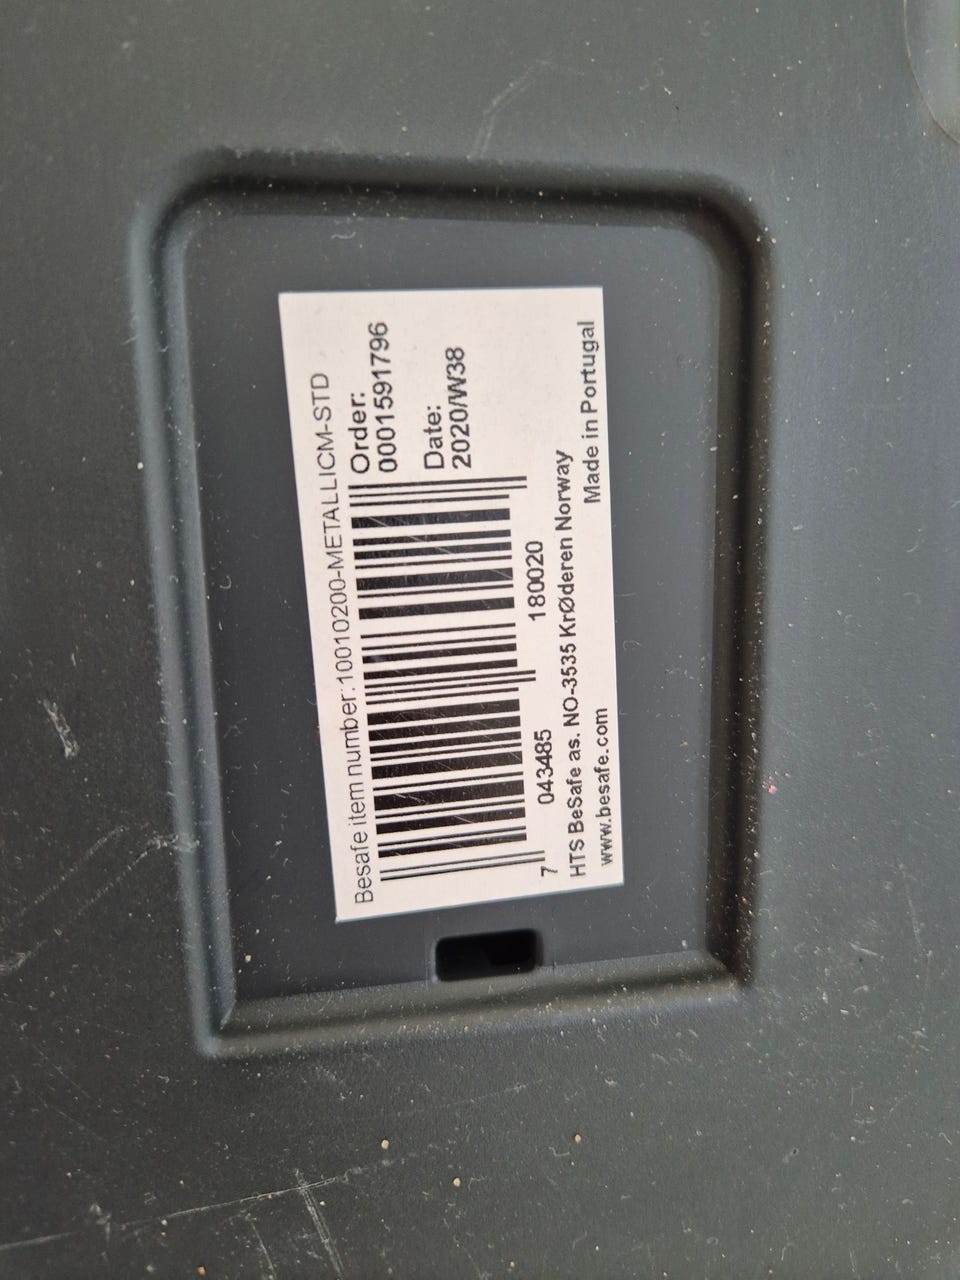 Besafe item number:10010200-METALLICM-STD
Order:
0001591796
Date:
2020/W38
7 043485 180020
HTS BeSafe as. NO-3535 KrØderen Norway
www.besafe.com Made in Portugal